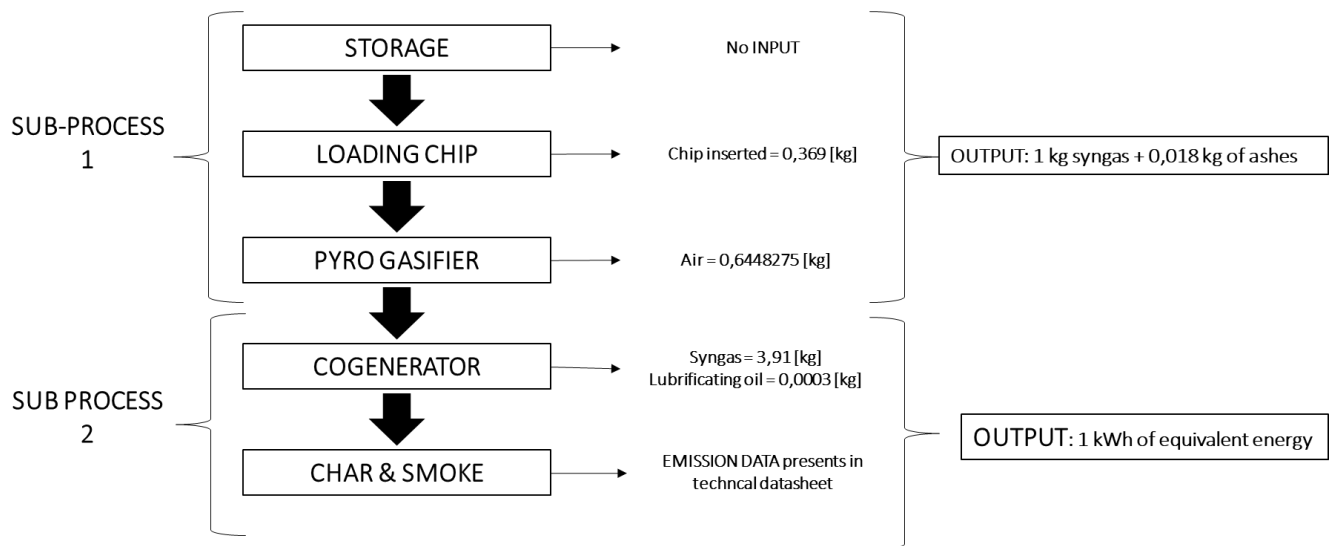 STORAGE
No INPUT
SUB-PROCESS
1
LOADING CHIP
Chip inserted = 0,369 [kg]
OUTPUT: 1 kg syngas + 0,018 kg of ashes
PYRO GASIFIER
Air = 0,6448275 [kg]
SUB PROCESS
2
COGENERATOR
Syngas = 3,91 [kg]
Lubrificating oil = 0,0003 [kg]
OUTPUT: 1 kWh of equivalent energy
CHAR & SMOKE
EMISSION DATA presents in
techncal datasheet